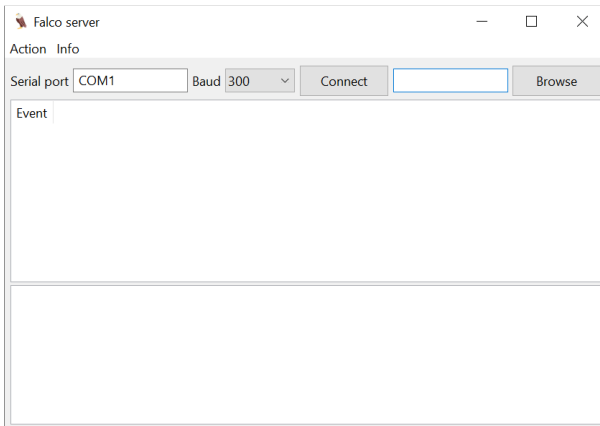 Falco server
Action Info
Serial port COM1 Baud 300 Connect Browse
Event